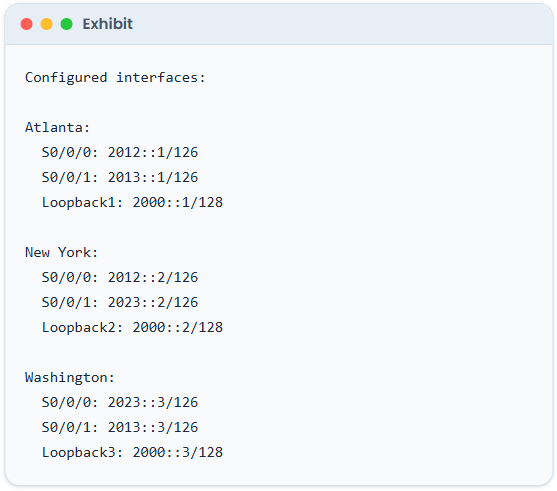 Exhibit
Configured interfaces:
Atlanta:
S0/0/0: 2012::1/126
S0/0/1: 2013::1/126
Loopback1: 2000::1/128
New York:
S0/0/0: 2012::2/126
S0/0/1: 2023::2/126
Loopback2: 2000::2/128
Washington:
S0/0/0: 2023::3/126
S0/0/1: 2013::3/126
Loopback3: 2000::3/128